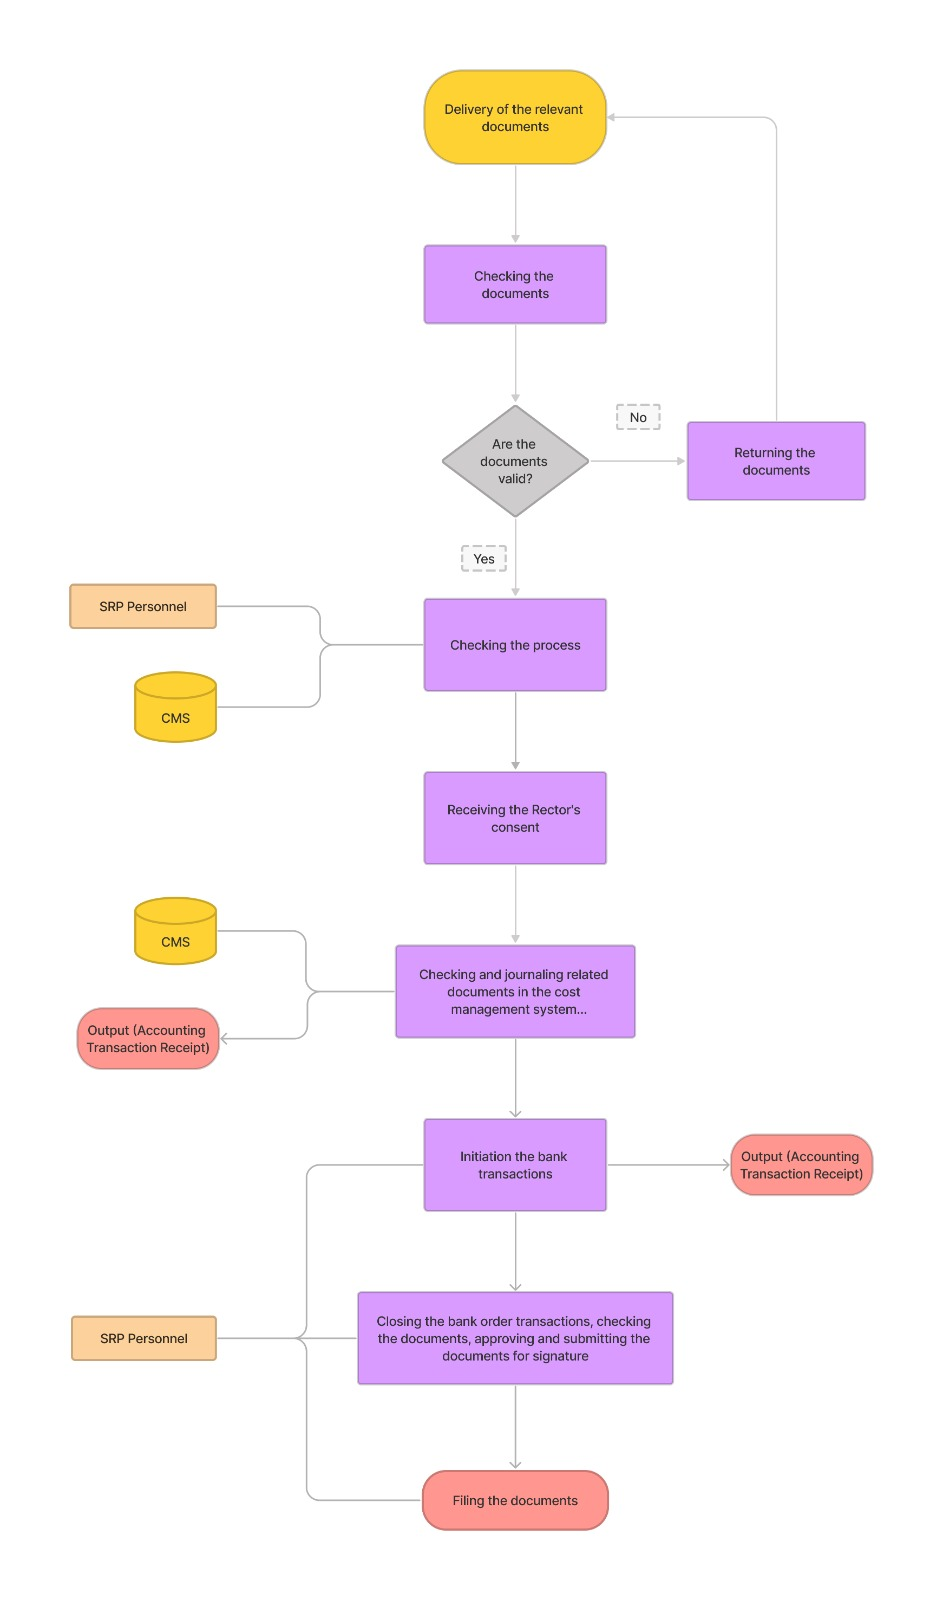 Delivery of the relevant
documents
Checking the
documents
Are the
documents
valid?
No
Returning the
documents
Yes
SRP Personnel
CMS
Checking the process
Receiving the Rector's
consent
CMS
Output (Accounting
Transaction Receipt)
Checking and journaling related
documents in the cost
management system...
Initiation the bank
transactions
Output (Accounting
Transaction Receipt)
SRP Personnel
Closing the bank order transactions, checking
the documents, approving and submitting the
documents for signature
Filing the documents